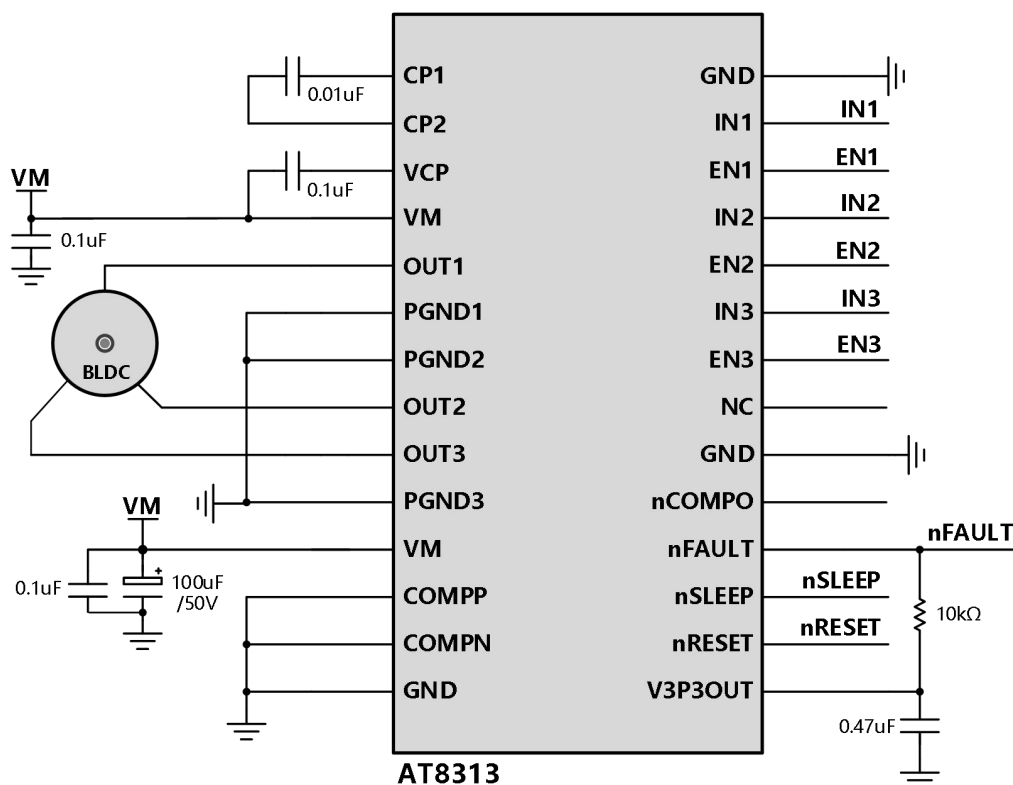 CP1
GND
0.01uF
IN1
CP2
IN1
EN1
VCP
EN1
VM
0.1uF
IN2
VM
IN2
0.1uF
EN2
OUT1
EN2
IN3
PGND1
IN3
EN3
PGND2
EN3
BLDC
OUT2
NC
OUT3
GND
VM
PGND3
nCOMPO
nFAULT
VM
nFAULT
0.1uF
100uF
/50V
+
nSLEEP
COMPP
nSLEEP
10kΩ
nRESET
COMPN
nRESET
GND
V3P3OUT
0.47uF
AT8313